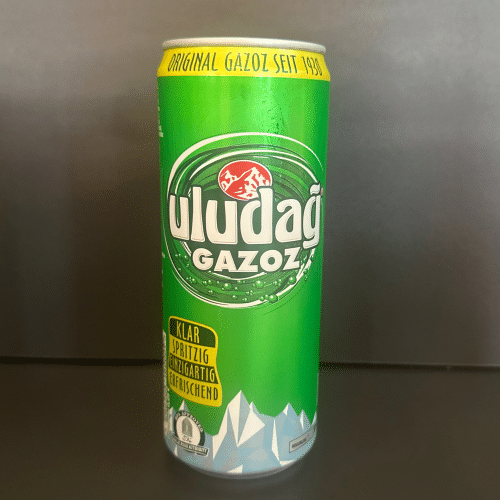 ORIGINAL GAZOZ SEIT 1930
uludağ
GAZOZ
KLAR
SPRITZIG
EINZIGARTIG
ERFRISCHEND